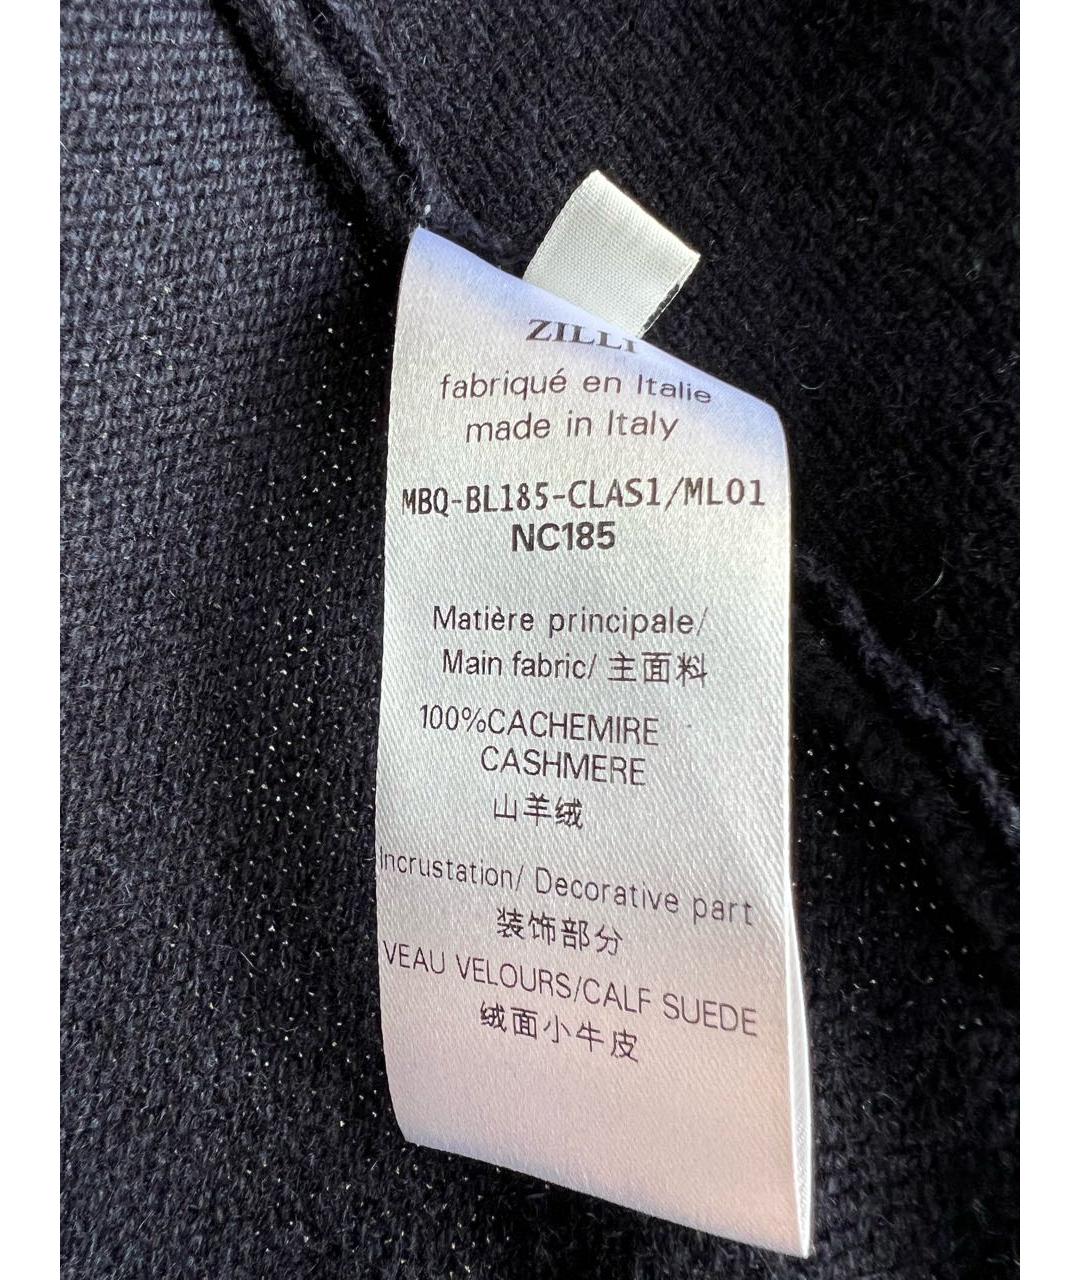 ZILLI
fabriqué en Italie
made in Italy
MBQ-BL185-CLAS1/ML01
NC185
Matière principale/
Main fabric/ 主面料
100%CACHEMIRE
CASHMERE
山羊绒
Incrustation/ Decorative part
装饰部分
VEAU VELOURS/CALF SUEDE
绒面小牛皮